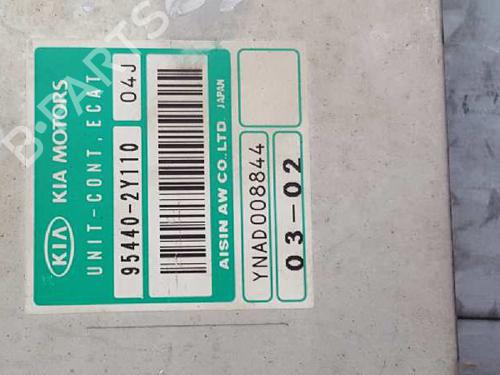 KIA KIA MOTORS
UNIT-CONT, ECAT
95440-2Y110 04J
AISIN AW CO., LTD. JAPAN
YNAD008844
03-02
B-PARTS